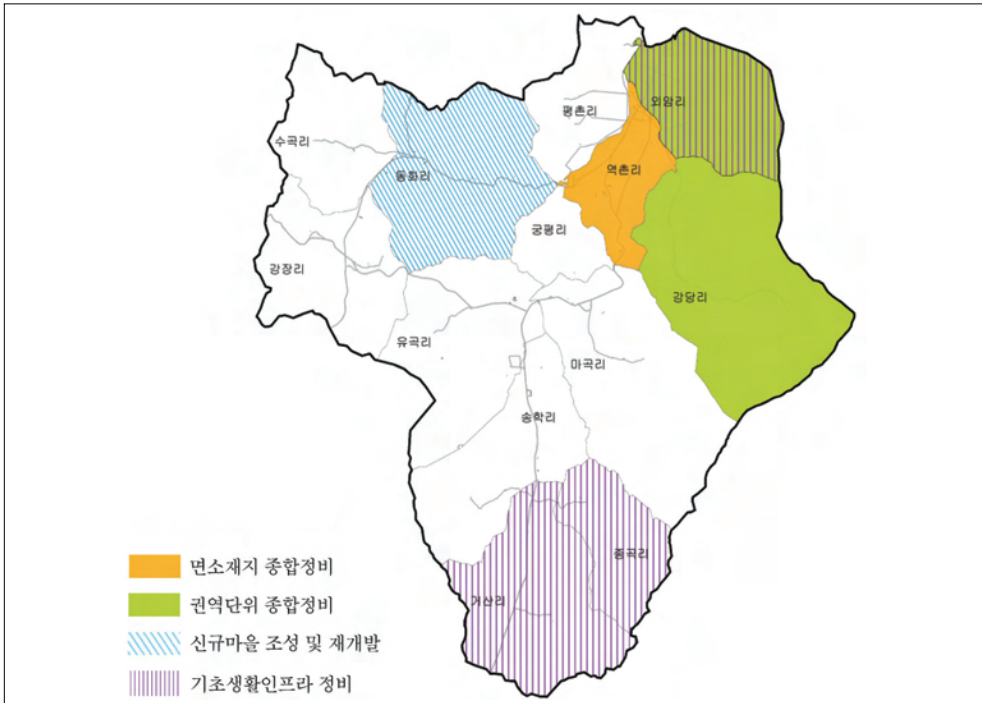 외암리
평촌리
수곡리
역촌리
동화리
궁평리
강장리
강당리
유곡리
마곡리
송학리
종곡리
거산리
면소재지 종합정비
권역단위 종합정비
신규마을 조성 및 재개발
기초생활인프라 정비